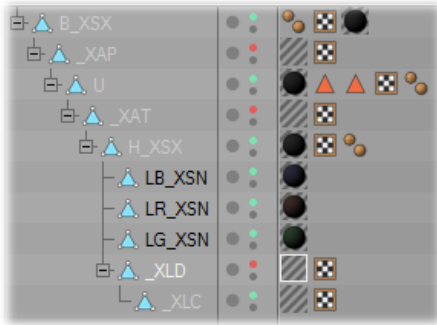 B_XSX
_XAP
U
_XAT
H_XSX
LB_XSN
LR_XSN
LG_XSN
_XLD
_XLC